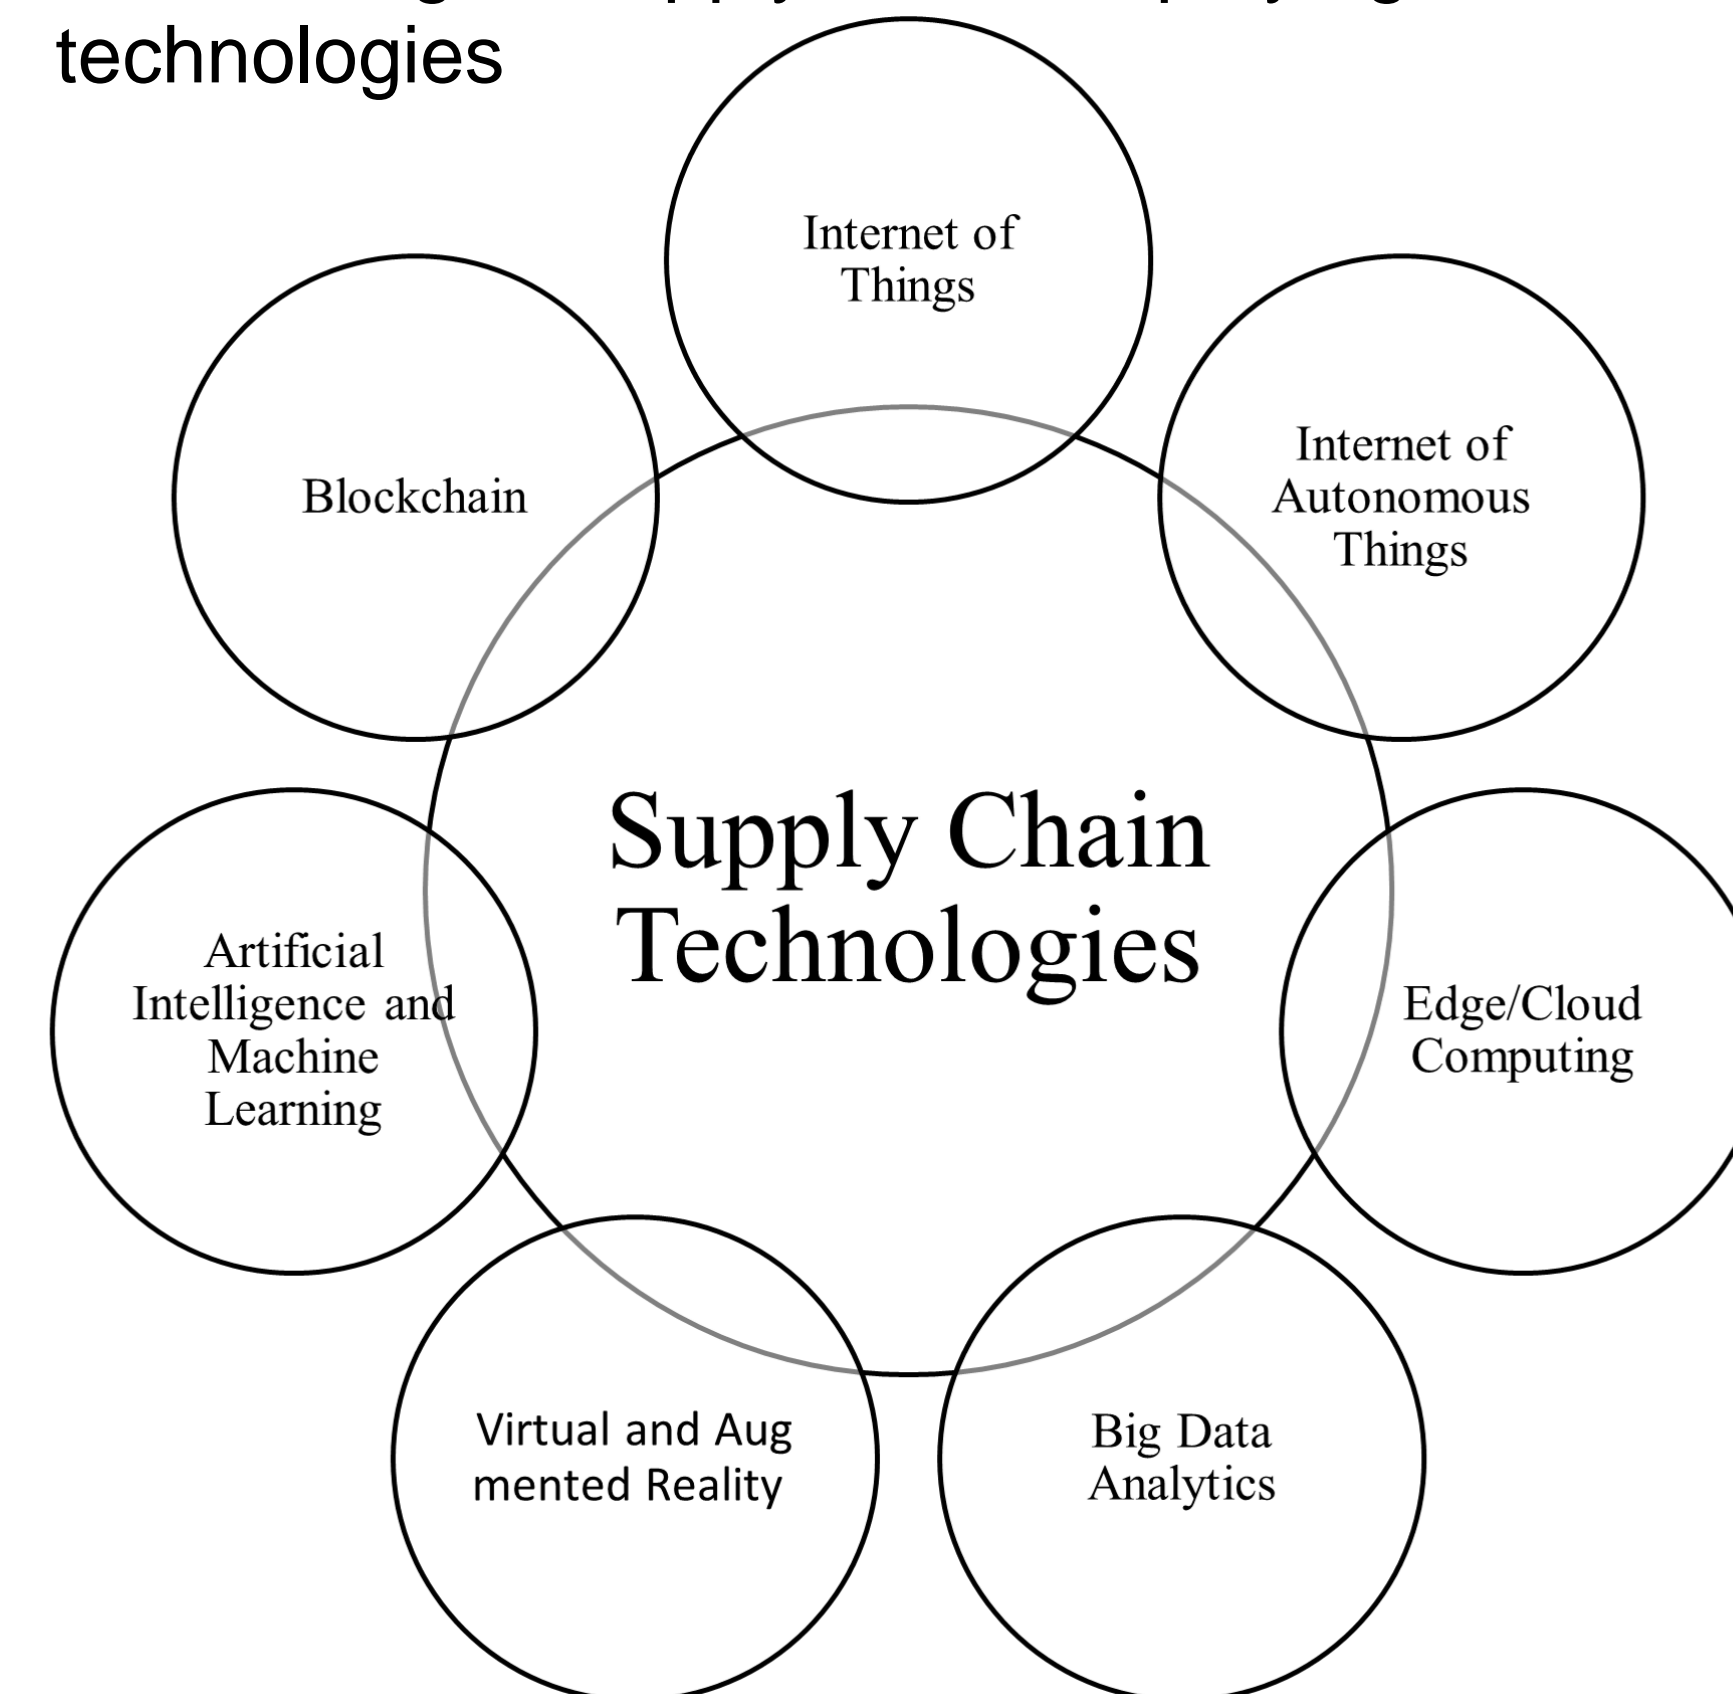 technologies
Internet of
Things
Internet of
Autonomous
Things
Blockchain
Supply Chain
Technologies
Edge/Cloud
Computing
Artificial
Intelligence and
Machine
Learning
Virtual and Aug
mented Reality
Big Data
Analytics